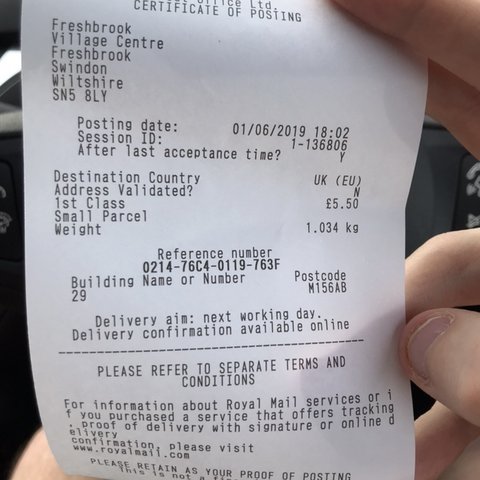 Office Ltd.
CERTIFICATE OF POSTING
Freshbrook
Village Centre
Freshbrook
Swindon
Wiltshire
SN5 8LY
Posting date: 01/06/2019 18:02
Session ID: 1-136806
After last acceptance time? Y
Destination Country UK (EU)
Address Validated? N
1st Class £5.50
Small Parcel
Weight 1.034 kg
Reference number
0214-76C4-0119-763F
Building Name or Number Postcode
29 M156AB
Delivery aim: next working day.
Delivery confirmation available online
PLEASE REFER TO SEPARATE TERMS AND
CONDITIONS
For information about Royal Mail services or i
f you purchased a service that offers tracking
, proof of delivery with signature or online d
elivery
confirmation, please visit
www.royalmail.com
PLEASE RETAIN AS YOUR PROOF OF POSTING
This is not a